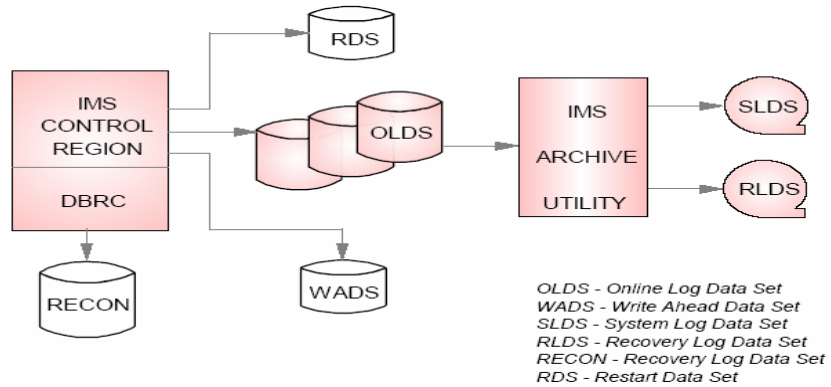 RDS
IMS
CONTROL
REGION
DBRC
OLDS
IMS
ARCHIVE
UTILITY
SLDS
RLDS
RECON
WADS
OLDS - Online Log Data Set
WADS - Write Ahead Data Set
SLDS - System Log Data Set
RLDS - Recovery Log Data Set
RECON - Recovery Log Data Set
RDS - Restart Data Set